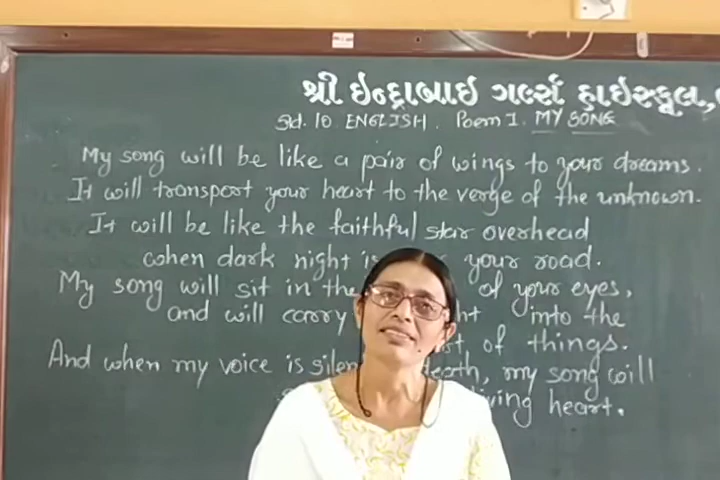 શ્રી ઇન્દ્રાબાઇ ગર્લ્સ હાઇસ્કૂલ,
Std. 10 ENGLISH. Poem 1. MY SONG
My song will be like a pair of wings to your dreams.
It will transport your heart to the verge of the unknown.
It will be like the faithful star overhead
when dark night is your road.
My song will sit in the of your eyes,
and will carry into the
of things.
And when my voice is my song will
living heart.